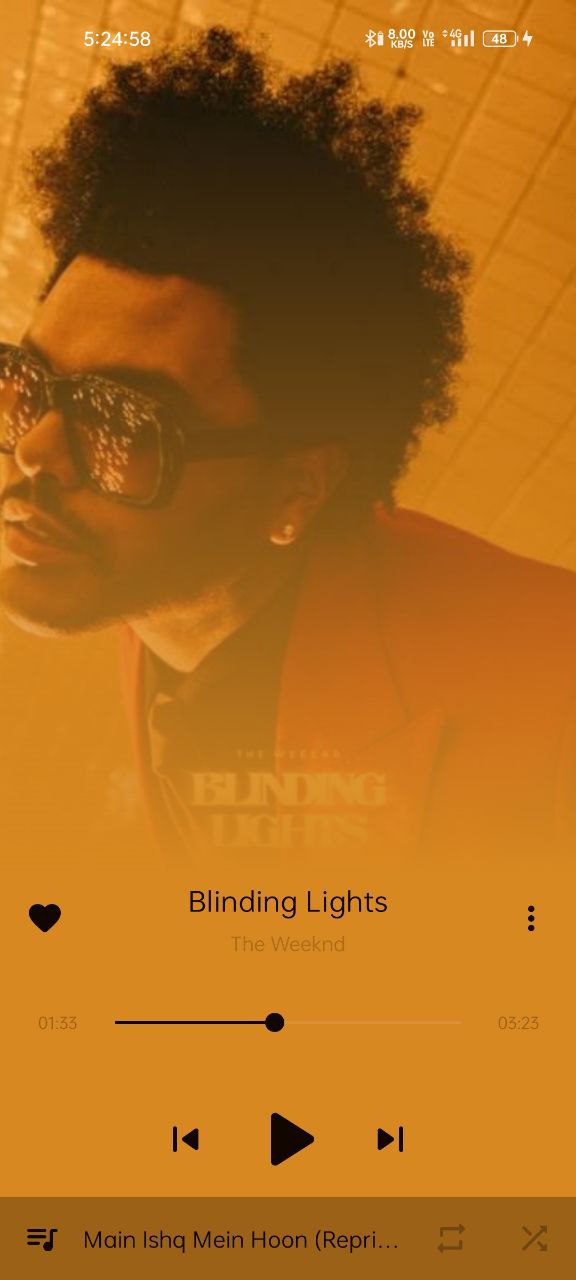 5:24:58 8.00 KB/S Vo LTE 4G 48
THE WEEKND
BLINDING
LIGHTS
Blinding Lights
The Weeknd
01:33 03:23
Main Ishq Mein Hoon (Repri...